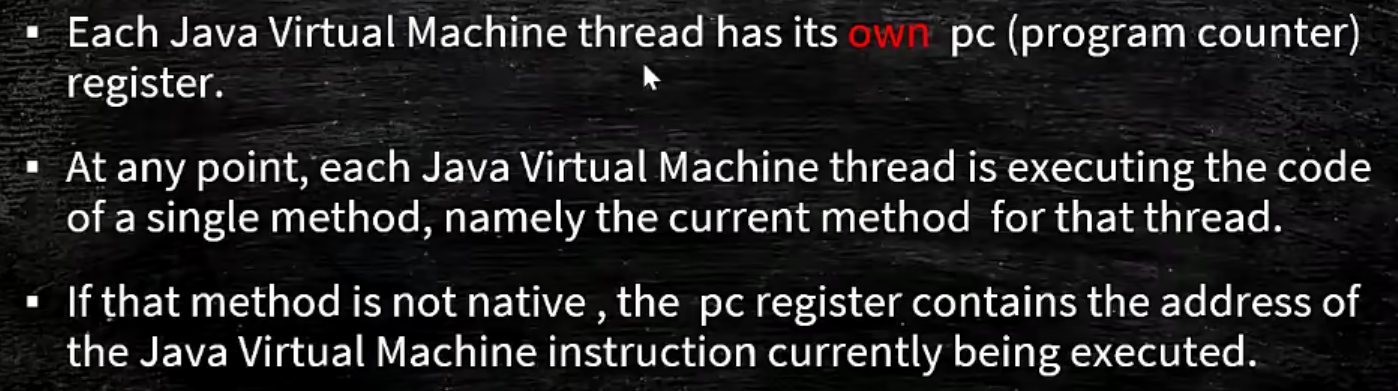 ▪ Each Java Virtual Machine thread has its own pc (program counter)
register.
▪ At any point, each Java Virtual Machine thread is executing the code
of a single method, namely the current method for that thread.
▪ If that method is not native , the pc register contains the address of
the Java Virtual Machine instruction currently being executed.